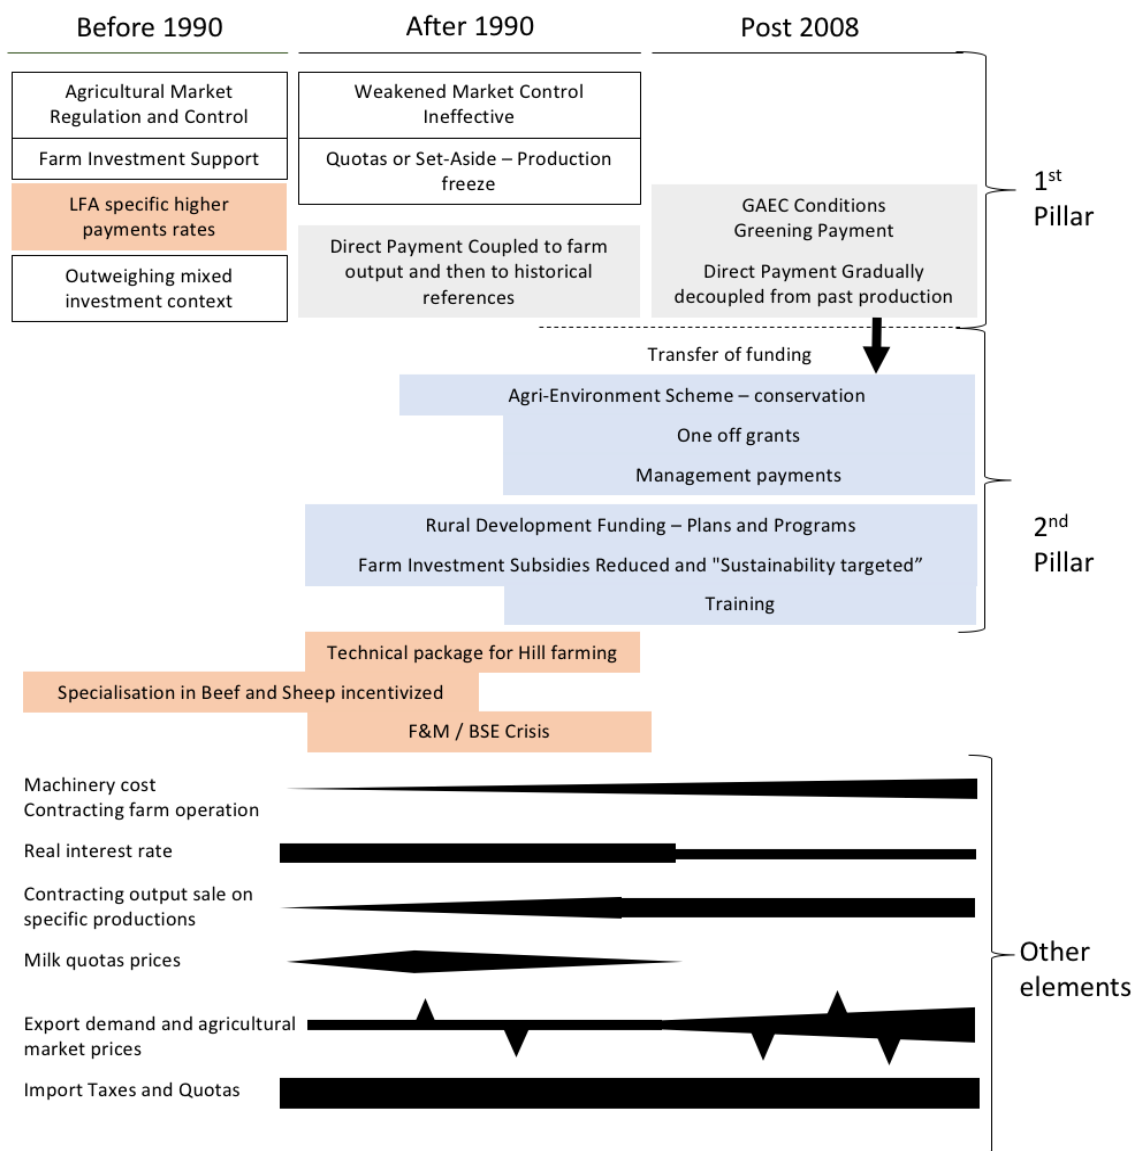 Before 1990
After 1990
Post 2008
Agricultural Market
Regulation and Control
Farm Investment Support
LFA specific higher
payments rates
Outweighing mixed
investment context
Weakened Market Control
Ineffective
Quotas or Set-Aside – Production
freeze
Direct Payment Coupled to farm
output and then to historical
references
GAEC Conditions
Greening Payment
Direct Payment Gradually
decoupled from past production
1st
Pillar
Transfer of funding
Agri-Environment Scheme – conservation
One off grants
Management payments
Rural Development Funding – Plans and Programs
Farm Investment Subsidies Reduced and "Sustainability targeted”
Training
2nd
Pillar
Technical package for Hill farming
Specialisation in Beef and Sheep incentivized
F&M / BSE Crisis
Machinery cost
Contracting farm operation
Real interest rate
Contracting output sale on
specific productions
Milk quotas prices
Export demand and agricultural
market prices
Import Taxes and Quotas
Other
elements